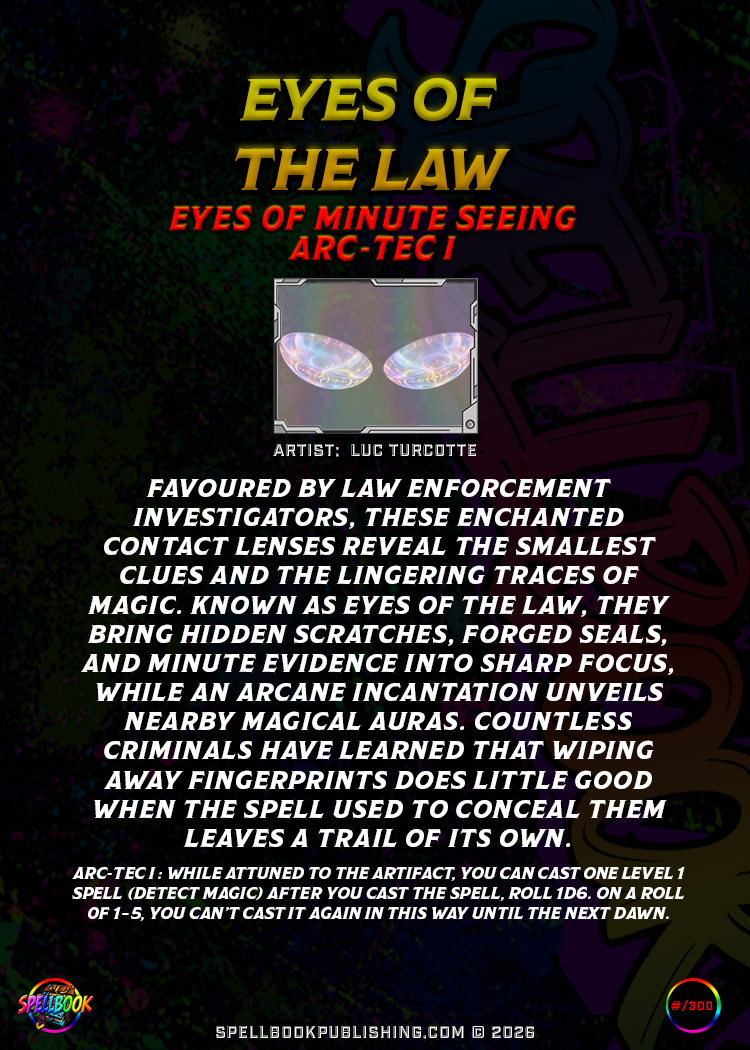 EYES OF
THE LAW
EYES OF MINUTE SEEING
ARC-TEC I
ARTIST: LUC TURCOTTE
FAVOURED BY LAW ENFORCEMENT
INVESTIGATORS, THESE ENCHANTED
CONTACT LENSES REVEAL THE SMALLEST
CLUES AND THE LINGERING TRACES OF
MAGIC. KNOWN AS EYES OF THE LAW, THEY
BRING HIDDEN SCRATCHES, FORGED SEALS,
AND MINUTE EVIDENCE INTO SHARP FOCUS,
WHILE AN ARCANE INCANTATION UNVEILS
NEARBY MAGICAL AURAS. COUNTLESS
CRIMINALS HAVE LEARNED THAT WIPING
AWAY FINGERPRINTS DOES LITTLE GOOD
WHEN THE SPELL USED TO CONCEAL THEM
LEAVES A TRAIL OF ITS OWN.
ARC-TEC I : WHILE ATTUNED TO THE ARTIFACT, YOU CAN CAST ONE LEVEL 1
SPELL (DETECT MAGIC) AFTER YOU CAST THE SPELL, ROLL 1D6. ON A ROLL
OF 1–5, YOU CAN'T CAST IT AGAIN IN THIS WAY UNTIL THE NEXT DAWN.
SPELLBOOK
#/300
SPELLBOOKPUBLISHING.COM © 2026